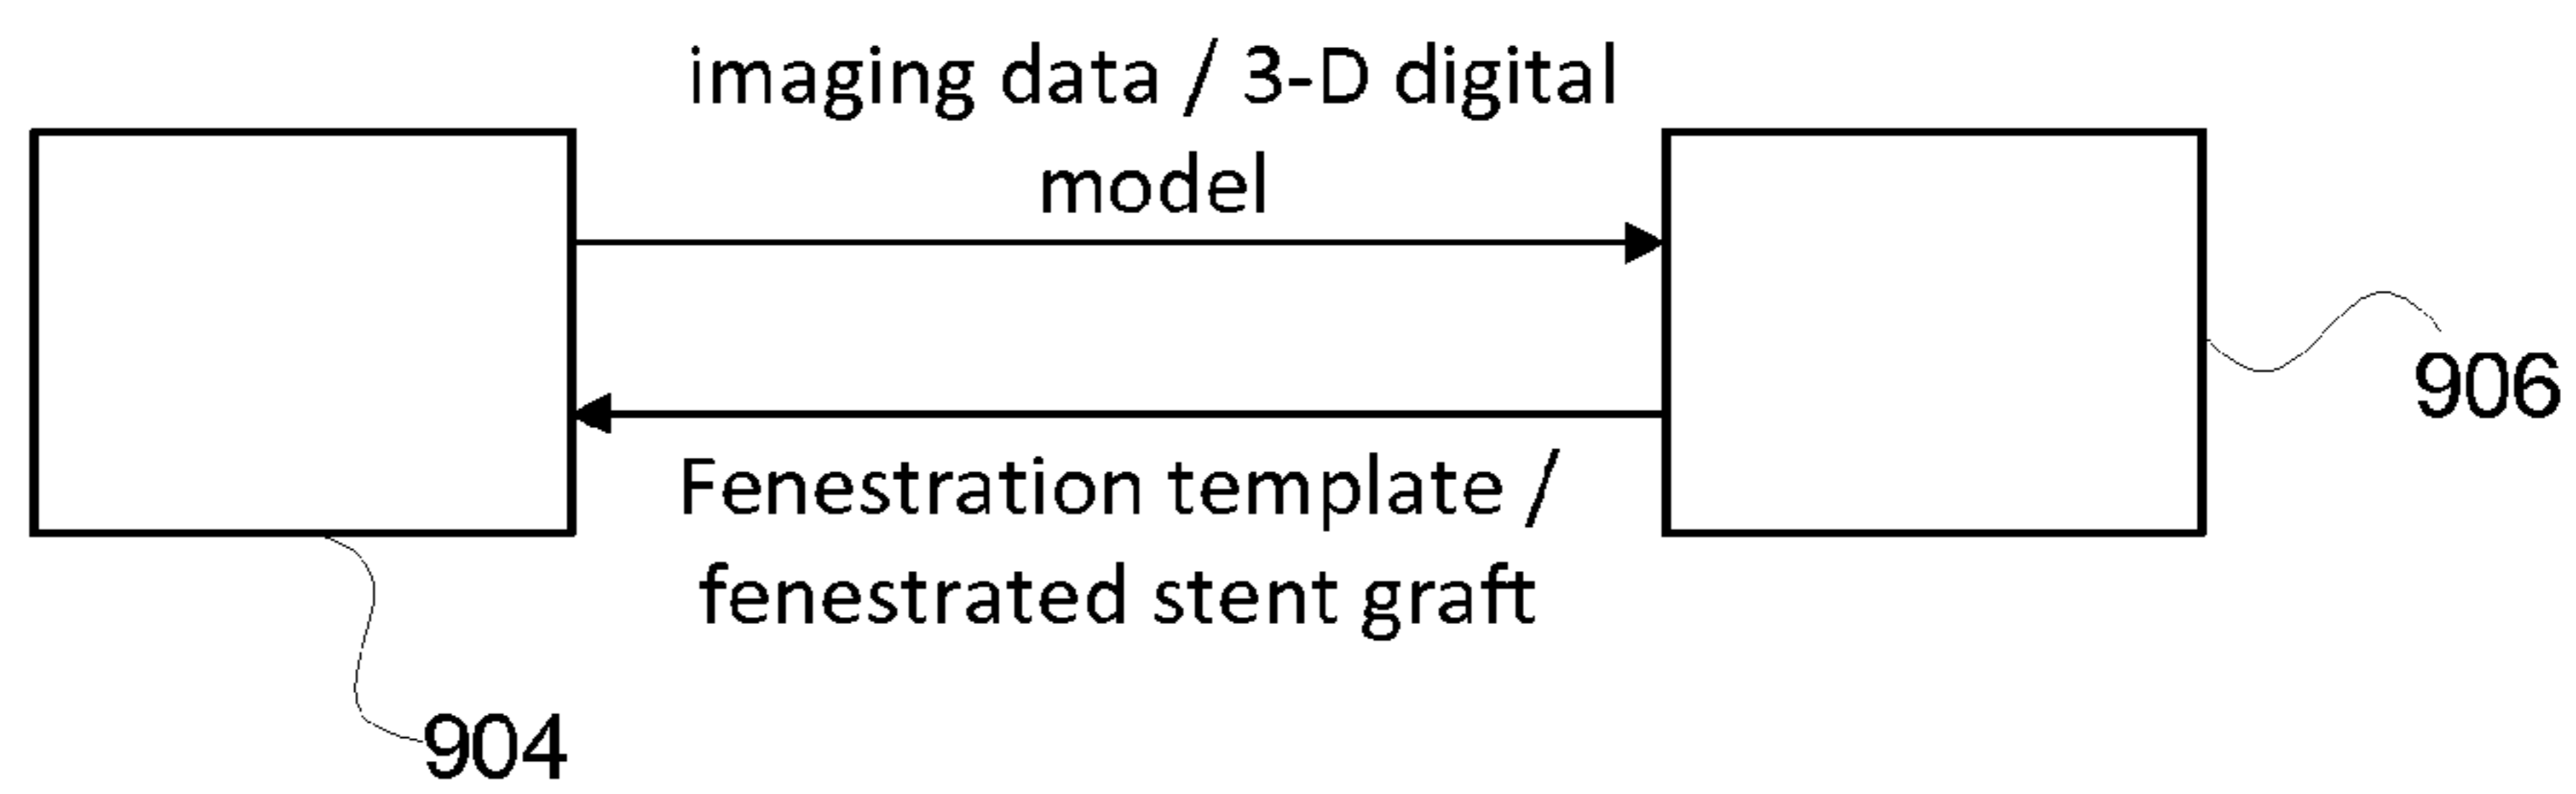 imaging data / 3-D digital
model
906
Fenestration template /
fenestrated stent graft
904